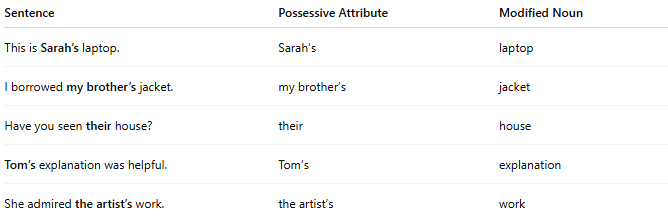 Sentence Possessive Attribute Modified Noun
This is Sarah’s laptop. Sarah’s laptop
I borrowed my brother’s jacket. my brother’s jacket
Have you seen their house? their house
Tom’s explanation was helpful. Tom’s explanation
She admired the artist’s work. the artist’s work